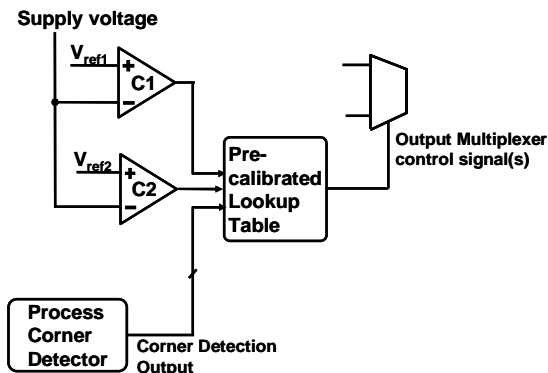 Supply voltage
Vref1
+
C1
−
Vref2
+
C2
−
Pre-
calibrated
Lookup
Table
Output Multiplexer
control signal(s)
Process
Corner
Detector
Corner Detection
Output